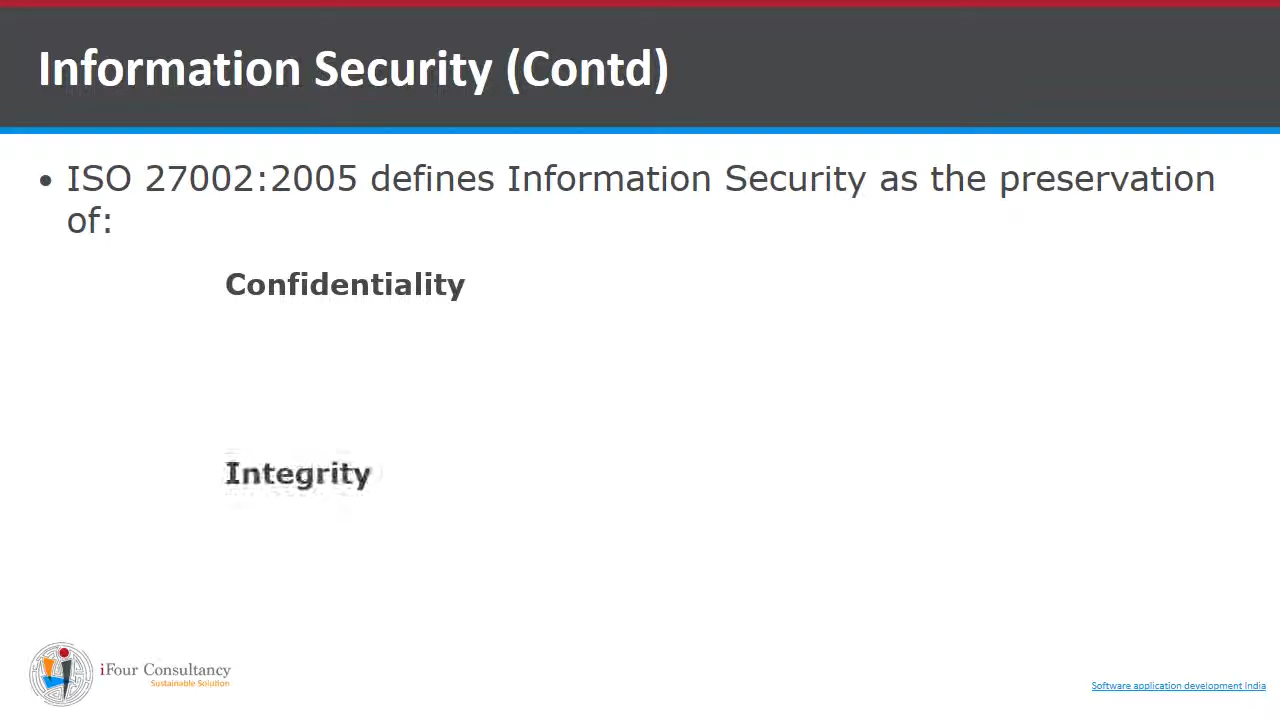 Information Security (Contd)
• ISO 27002:2005 defines Information Security as the preservation
of:
Confidentiality
Integrity
iFour Consultancy
Sustainable Solution
Software application development India